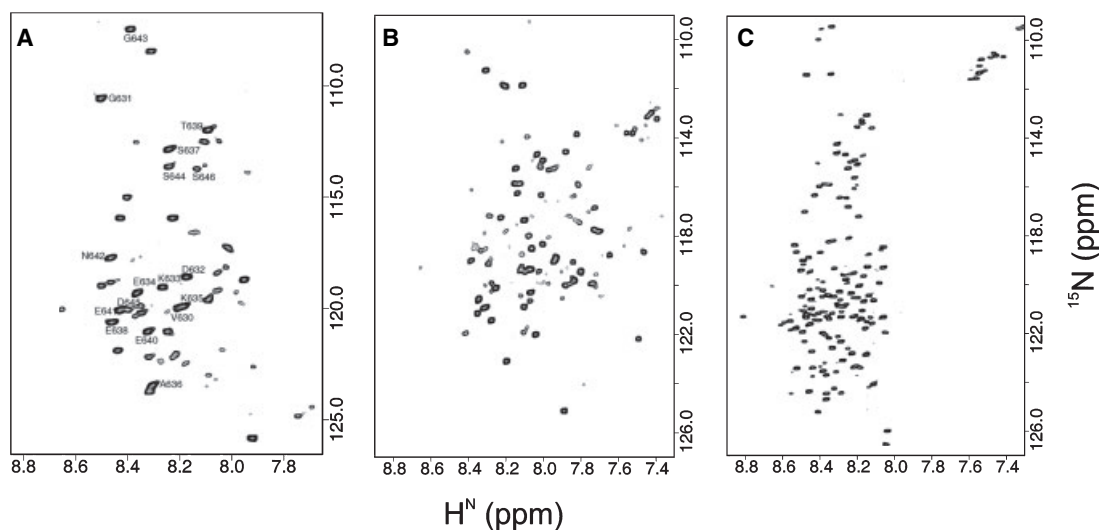 A
G643
G631
T639
S637
S644 S646
N642
D632
K633
E634
K635
D645
E641
V630
E638
E640
A636
110.0
115.0
120.0
125.0
8.8 8.6 8.4 8.2 8.0 7.8
B
110.0
114.0
118.0
122.0
126.0
8.8 8.6 8.4 8.2 8.0 7.8 7.6 7.4
C
110.0
114.0
118.0
122.0
126.0
8.8 8.6 8.4 8.2 8.0 7.8 7.6 7.4
¹⁵N (ppm)
Hᴺ (ppm)